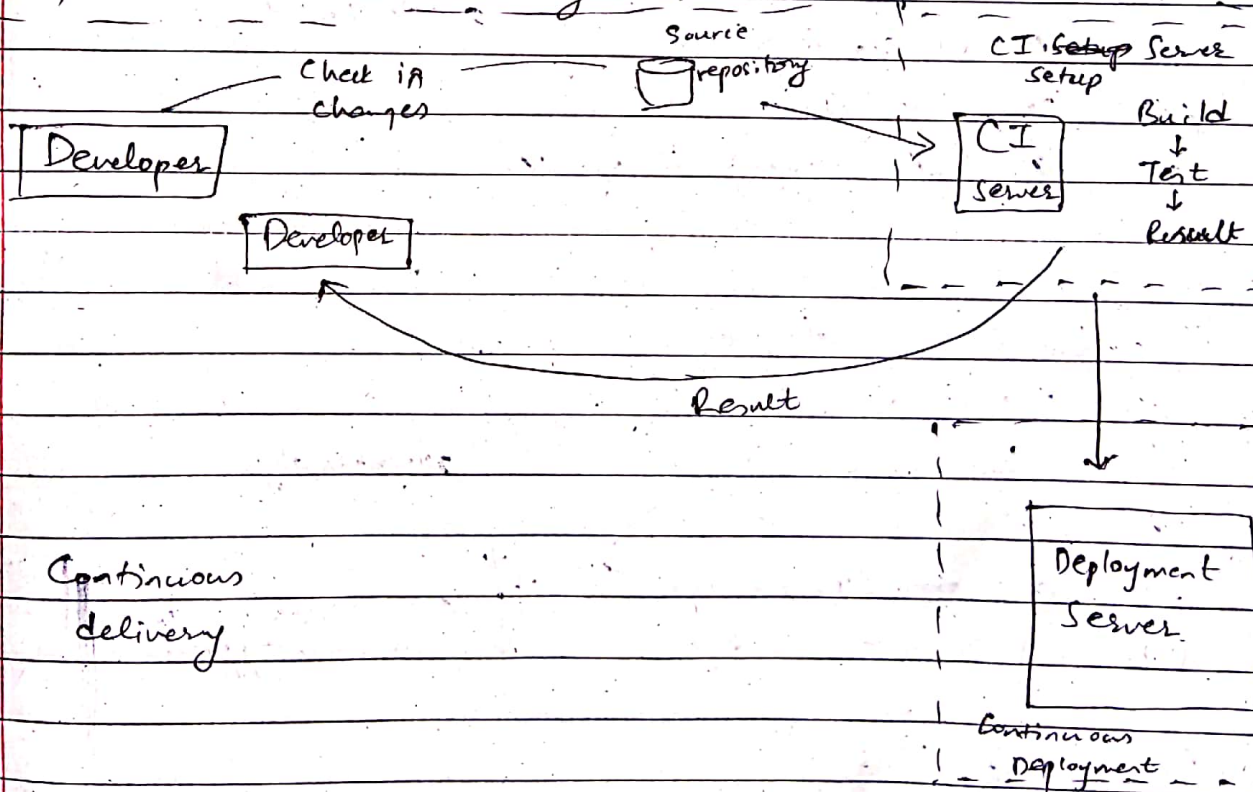 Source
repository
CI Setup Server
Setup
Check in
changes
Developer
CI
Server
Build
↓
Test
↓
Result
Developer
Result
Continuous
delivery
Deployment
Server
Continuous
Deployment